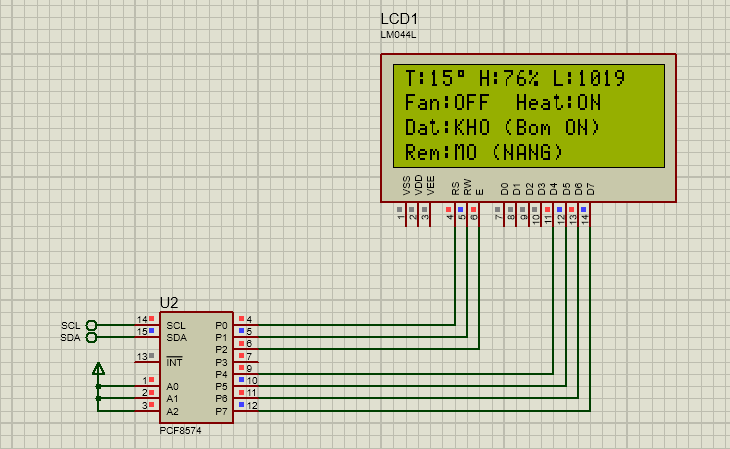 LCD1
LM044L
T:15° H:76% L:1019
Fan:OFF Heat:ON
Dat:KHO (Bom ON)
Rem:MO (NANG)
VSS VDD VEE RS RW E D0 D1 D2 D3 D4 D5 D6 D7
1 2 3 4 5 6 7 8 9 10 11 12 13 14
U2
SCL 14 SCL P0 4
SDA 15 SDA P1 5
P2 6
13 INT P3 7
P4 9
1 A0 P5 10
2 A1 P6 11
3 A2 P7 12
PCF8574